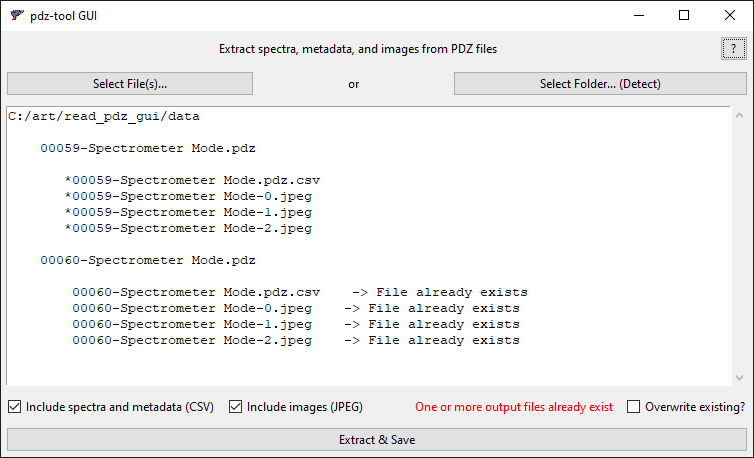 pdz-tool GUI
Extract spectra, metadata, and images from PDZ files
?
Select File(s)...
or
Select Folder... (Detect)
C:/art/read_pdz_gui/data
00059-Spectrometer Mode.pdz
*00059-Spectrometer Mode.pdz.csv
*00059-Spectrometer Mode-0.jpeg
*00059-Spectrometer Mode-1.jpeg
*00059-Spectrometer Mode-2.jpeg
00060-Spectrometer Mode.pdz
00060-Spectrometer Mode.pdz.csv    -> File already exists
00060-Spectrometer Mode-0.jpeg    -> File already exists
00060-Spectrometer Mode-1.jpeg    -> File already exists
00060-Spectrometer Mode-2.jpeg    -> File already exists
Include spectra and metadata (CSV)
Include images (JPEG)
One or more output files already exist
Overwrite existing?
Extract & Save